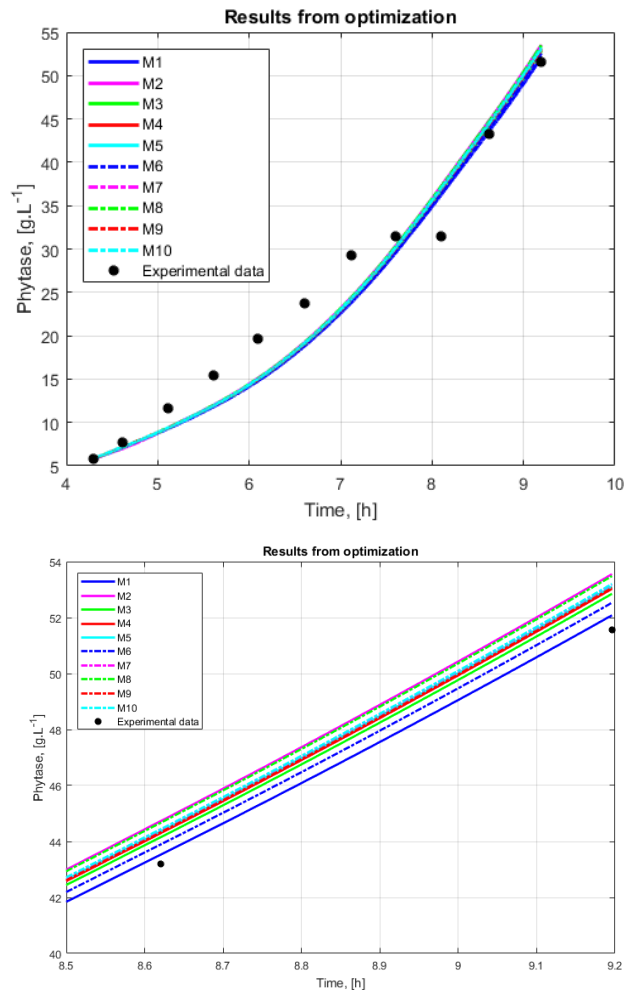 Results from optimization
55
50
45
40
35
30
25
20
15
10
5
Phytase, [g.L-1]
M1
M2
M3
M4
M5
M6
M7
M8
M9
M10
Experimental data
4 5 6 7 8 9 10
Time, [h]
Results from optimization
54
52
50
48
46
44
42
40
Phytase, [g.L-1]
M1
M2
M3
M4
M5
M6
M7
M8
M9
M10
Experimental data
8.5 8.6 8.7 8.8 8.9 9 9.1 9.2
Time, [h]